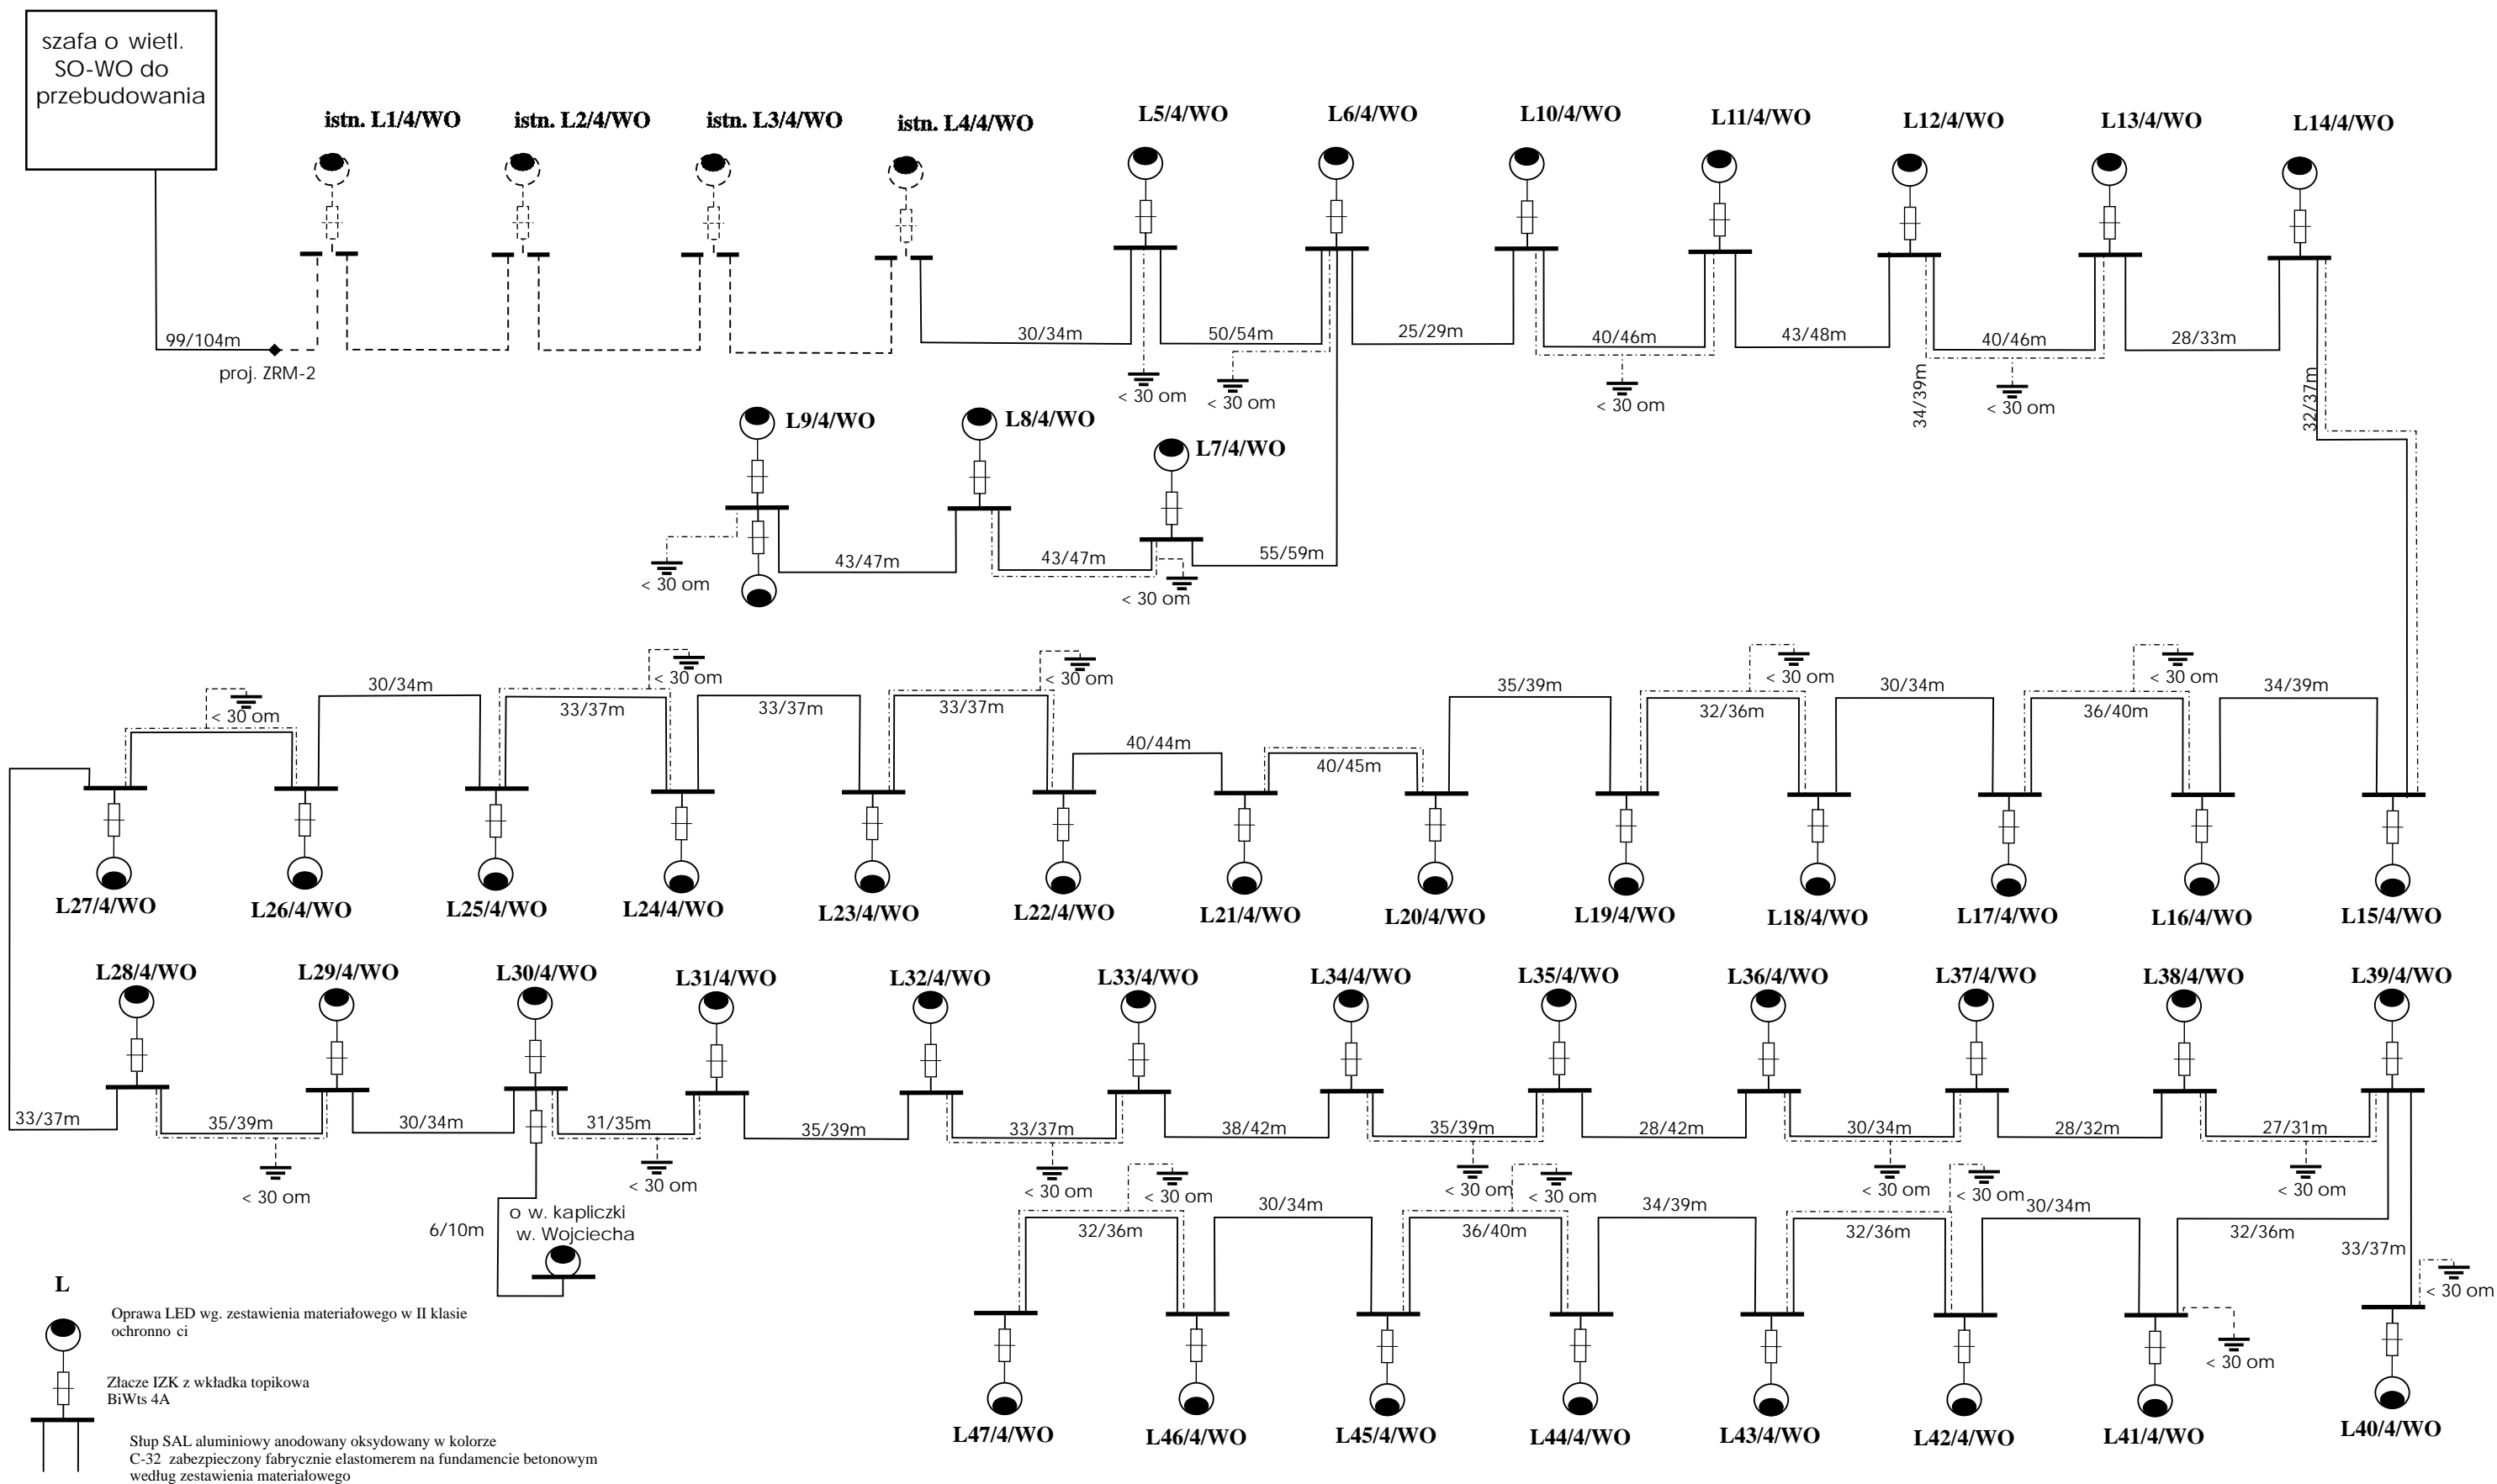 szafa o wietl.
SO-WO do
przebudowania
istn. L1/4/WO
istn. L2/4/WO
istn. L3/4/WO
istn. L4/4/WO
L5/4/WO
L6/4/WO
L10/4/WO
L11/4/WO
L12/4/WO
L13/4/WO
L14/4/WO
99/104m
proj. ZRM-2
30/34m
50/54m
25/29m
40/46m
43/48m
34/39m
40/46m
28/33m
32/37m
< 30 om
< 30 om
< 30 om
< 30 om
L9/4/WO
L8/4/WO
L7/4/WO
43/47m
43/47m
55/59m
< 30 om
< 30 om
30/34m
33/37m
33/37m
33/37m
40/44m
40/45m
35/39m
32/36m
30/34m
36/40m
34/39m
< 30 om
< 30 om
< 30 om
< 30 om
< 30 om
L27/4/WO
L26/4/WO
L25/4/WO
L24/4/WO
L23/4/WO
L22/4/WO
L21/4/WO
L20/4/WO
L19/4/WO
L18/4/WO
L17/4/WO
L16/4/WO
L15/4/WO
L28/4/WO
L29/4/WO
L30/4/WO
L31/4/WO
L32/4/WO
L33/4/WO
L34/4/WO
L35/4/WO
L36/4/WO
L37/4/WO
L38/4/WO
L39/4/WO
33/37m
35/39m
30/34m
31/35m
35/39m
33/37m
38/42m
35/39m
28/42m
30/34m
28/32m
27/31m
< 30 om
< 30 om
< 30 om
< 30 om
< 30 om
< 30 om
6/10m
o w. kapliczki
w. Wojciecha
32/36m
30/34m
36/40m
34/39m
32/36m
30/34m
32/36m
33/37m
< 30 om
< 30 om
< 30 om
< 30 om
< 30 om
L47/4/WO
L46/4/WO
L45/4/WO
L44/4/WO
L43/4/WO
L42/4/WO
L41/4/WO
L40/4/WO
L
Oprawa LED wg. zestawienia materiałowego w II klasie
ochronno ci
Złacze IZK z wkładka topikowa
BiWts 4A
Słup SAL aluminiowy anodowany oksydowany w kolorze
C-32 zabezpieczony fabrycznie elastomerem na fundamencie betonowym
według zestawienia materiałowego